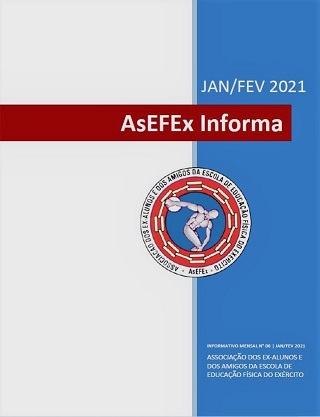 JAN/FEV 2021
AsEFEx Informa
ASSOCIAÇÃO DOS EX-ALUNOS E DOS AMIGOS DA ESCOLA DE EDUCAÇÃO FÍSICA DO EXÉRCITO
- AsEFEx -
INFORMATIVO MENSAL N° 06 | JAN/FEV 2021
ASSOCIAÇÃO DOS EX-ALUNOS E
DOS AMIGOS DA ESCOLA DE
EDUCAÇÃO FÍSICA DO EXÉRCITO